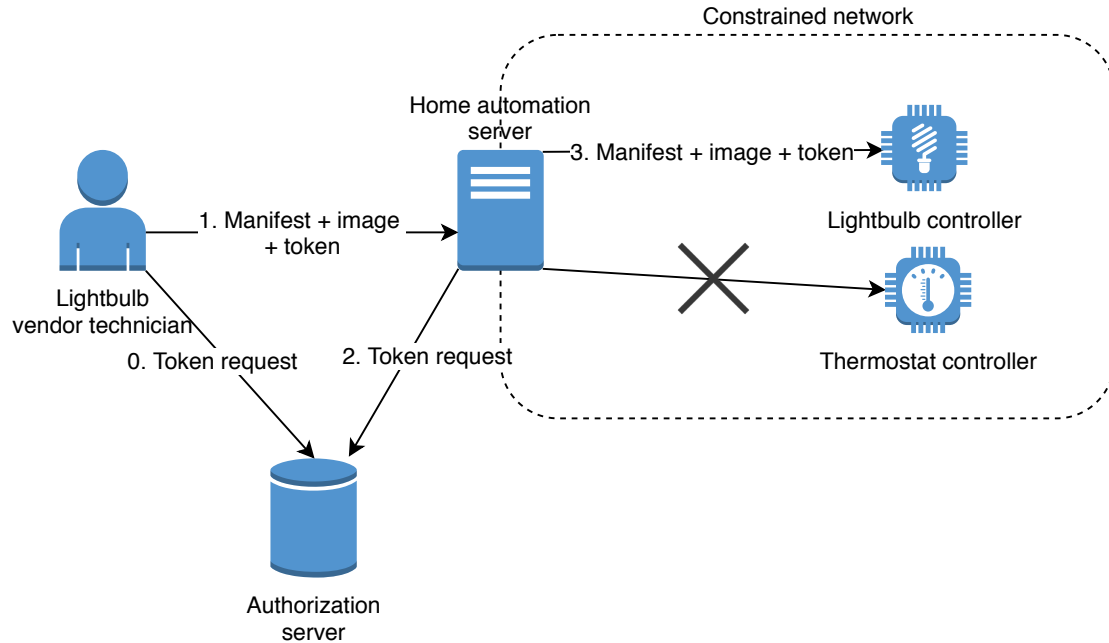 Constrained network
Home automation
server
3. Manifest + image + token
Lightbulb controller
1. Manifest + image
+ token
Lightbulb
vendor technician
0. Token request
2. Token request
Thermostat controller
Authorization
server